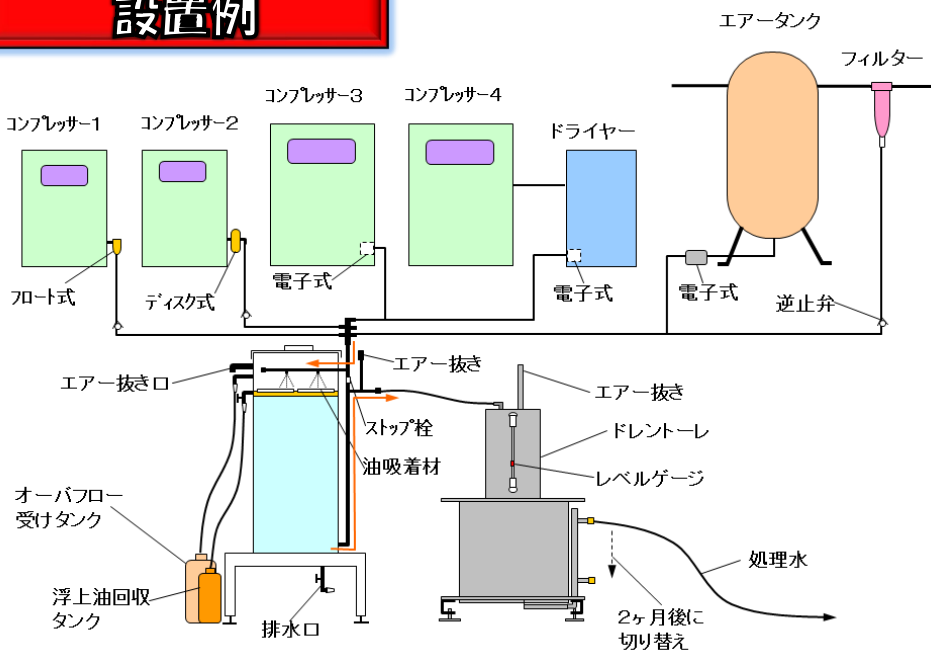 設置例
エアータンク
フィルター
コンプレッサー3
コンプレッサー4
コンプレッサー1
コンプレッサー2
ドライヤー
フロート式
ディスク式
電子式
電子式
電子式
逆止弁
エアー抜き口
エアー抜き
エアー抜き
ストップ栓
ドレントーレ
油吸着材
レベルゲージ
オーバフロー
受けタンク
処理水
浮上油回収
タンク
排水口
2ヶ月後に
切り替え